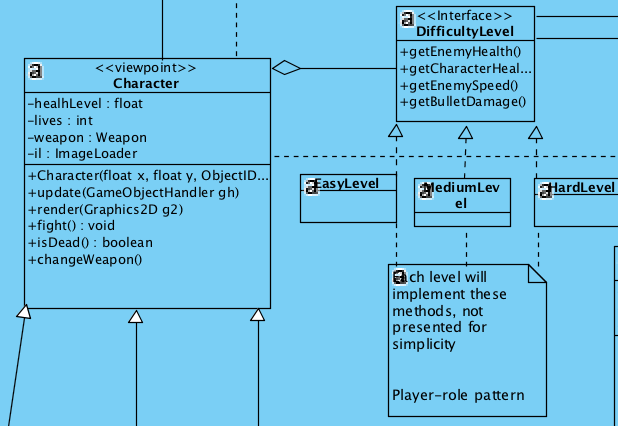 <<viewpoint>>
Character
-healhLevel : float
-lives : int
-weapon : Weapon
-il : ImageLoader
+Character(float x, float y, ObjectID...
+update(GameObjectHandler gh)
+render(Graphics2D g2)
+fight() : void
+isDead() : boolean
+changeWeapon()
<<Interface>>
DifficultyLevel
+getEnemyHealth()
+getCharacterHeal...
+getEnemySpeed()
+getBulletDamage()
EasyLevel
MediumLev
el
HardLevel
each level will
implement these
methods, not
presented for
simplicity
Player-role pattern